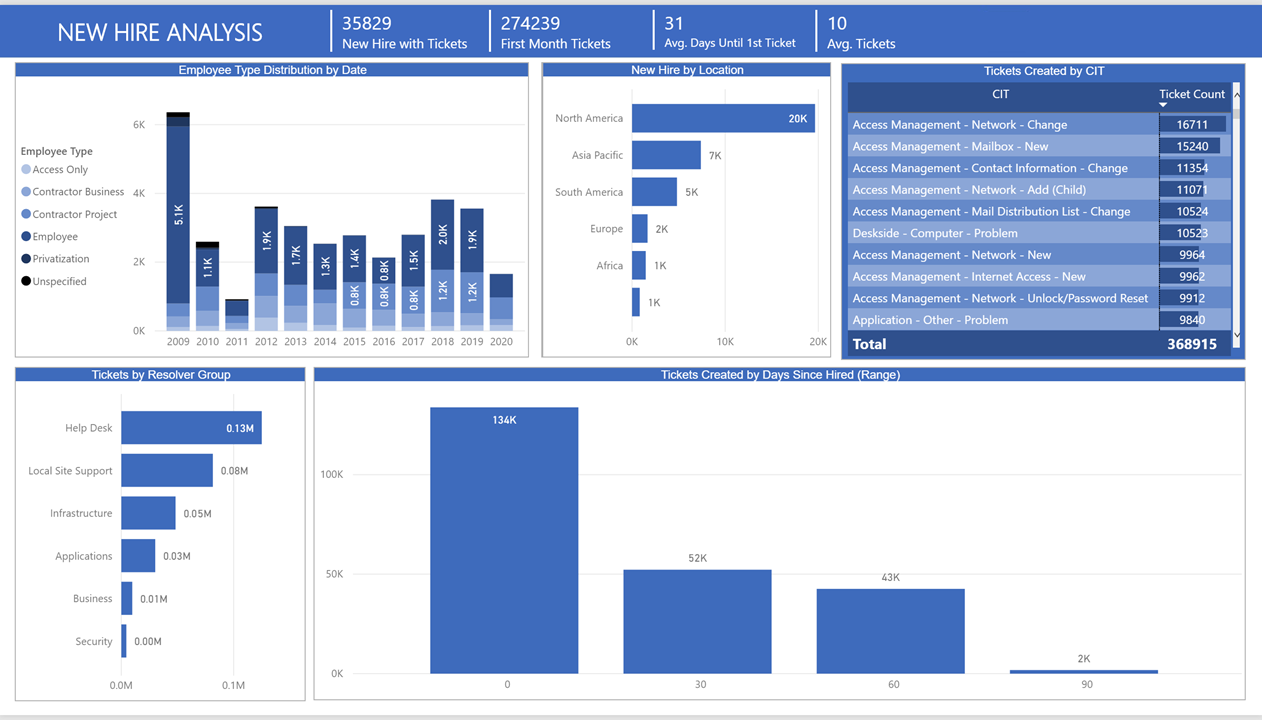 NEW HIRE ANALYSIS
35829
New Hire with Tickets
274239
First Month Tickets
31
Avg. Days Until 1st Ticket
10
Avg. Tickets
Employee Type Distribution by Date
Employee Type
Access Only
Contractor Business
Contractor Project
Employee
Privatization
Unspecified
6K
4K
2K
0K
5.1K
1.1K
1.9K
1.7K
1.3K
1.4K
0.8K
0.8K
0.8K
1.5K
0.8K
2.0K
1.2K
1.9K
1.2K
2009 2010 2011 2012 2013 2014 2015 2016 2017 2018 2019 2020
New Hire by Location
North America 20K
Asia Pacific 7K
South America 5K
Europe 2K
Africa 1K
1K
0K 10K 20K
Tickets Created by CIT
CIT Ticket Count
Access Management - Network - Change 16711
Access Management - Mailbox - New 15240
Access Management - Contact Information - Change 11354
Access Management - Network - Add (Child) 11071
Access Management - Mail Distribution List - Change 10524
Deskside - Computer - Problem 10523
Access Management - Network - New 9964
Access Management - Internet Access - New 9962
Access Management - Network - Unlock/Password Reset 9912
Application - Other - Problem 9840
Total 368915
Tickets by Resolver Group
Help Desk 0.13M
Local Site Support 0.08M
Infrastructure 0.05M
Applications 0.03M
Business 0.01M
Security 0.00M
0.0M 0.1M
Tickets Created by Days Since Hired (Range)
100K
50K
0K
134K
52K
43K
2K
0 30 60 90